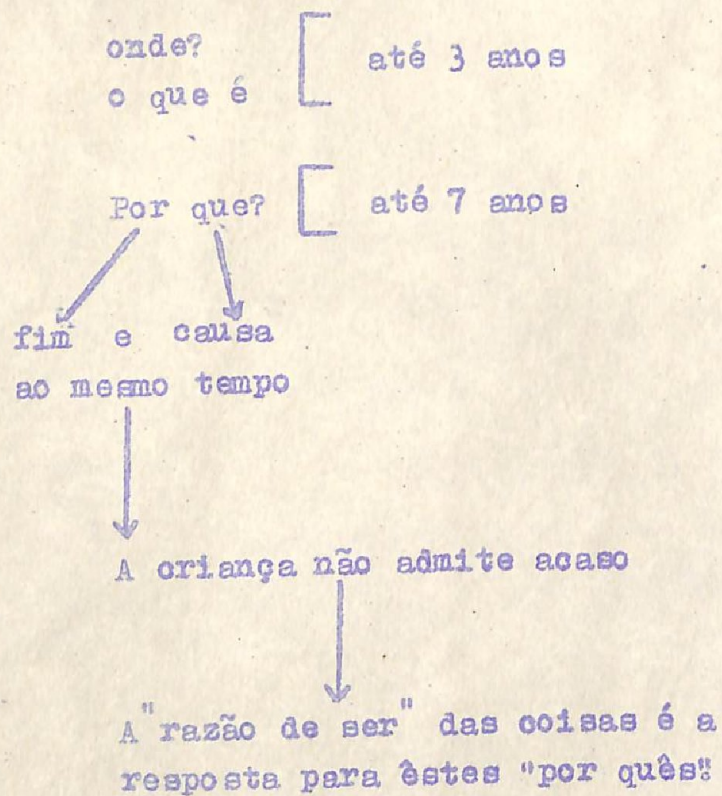 onde? até 3 anos
o que é
Por que? até 7 anos
fim e causa
ao mesmo tempo
A criança não admite acaso
A "razão de ser" das coisas é a
resposta para êstes "por quês"